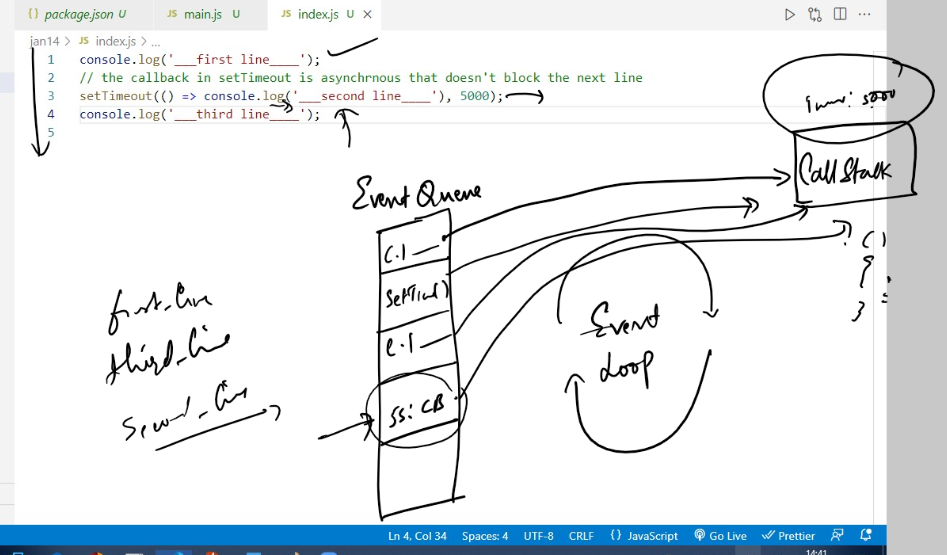 package.json U
JS main.js U
JS index.js U
jan14 > JS index.js > ...
1 console.log('___first line____');
2 // the callback in setTimeout is asynchrnous that doesn't block the next line
3 setTimeout(() => console.log('___second line____'), 5000);
4 console.log('___third line____');
5
Call Stack
Event Queue
C.l
SetTim()
C.l
SS: CB
first_line
third_line
Second_line
Event
Loop
( )
{
}
Ln 4, Col 34 Spaces: 4 UTF-8 CRLF {} JavaScript Go Live Prettier
14:41